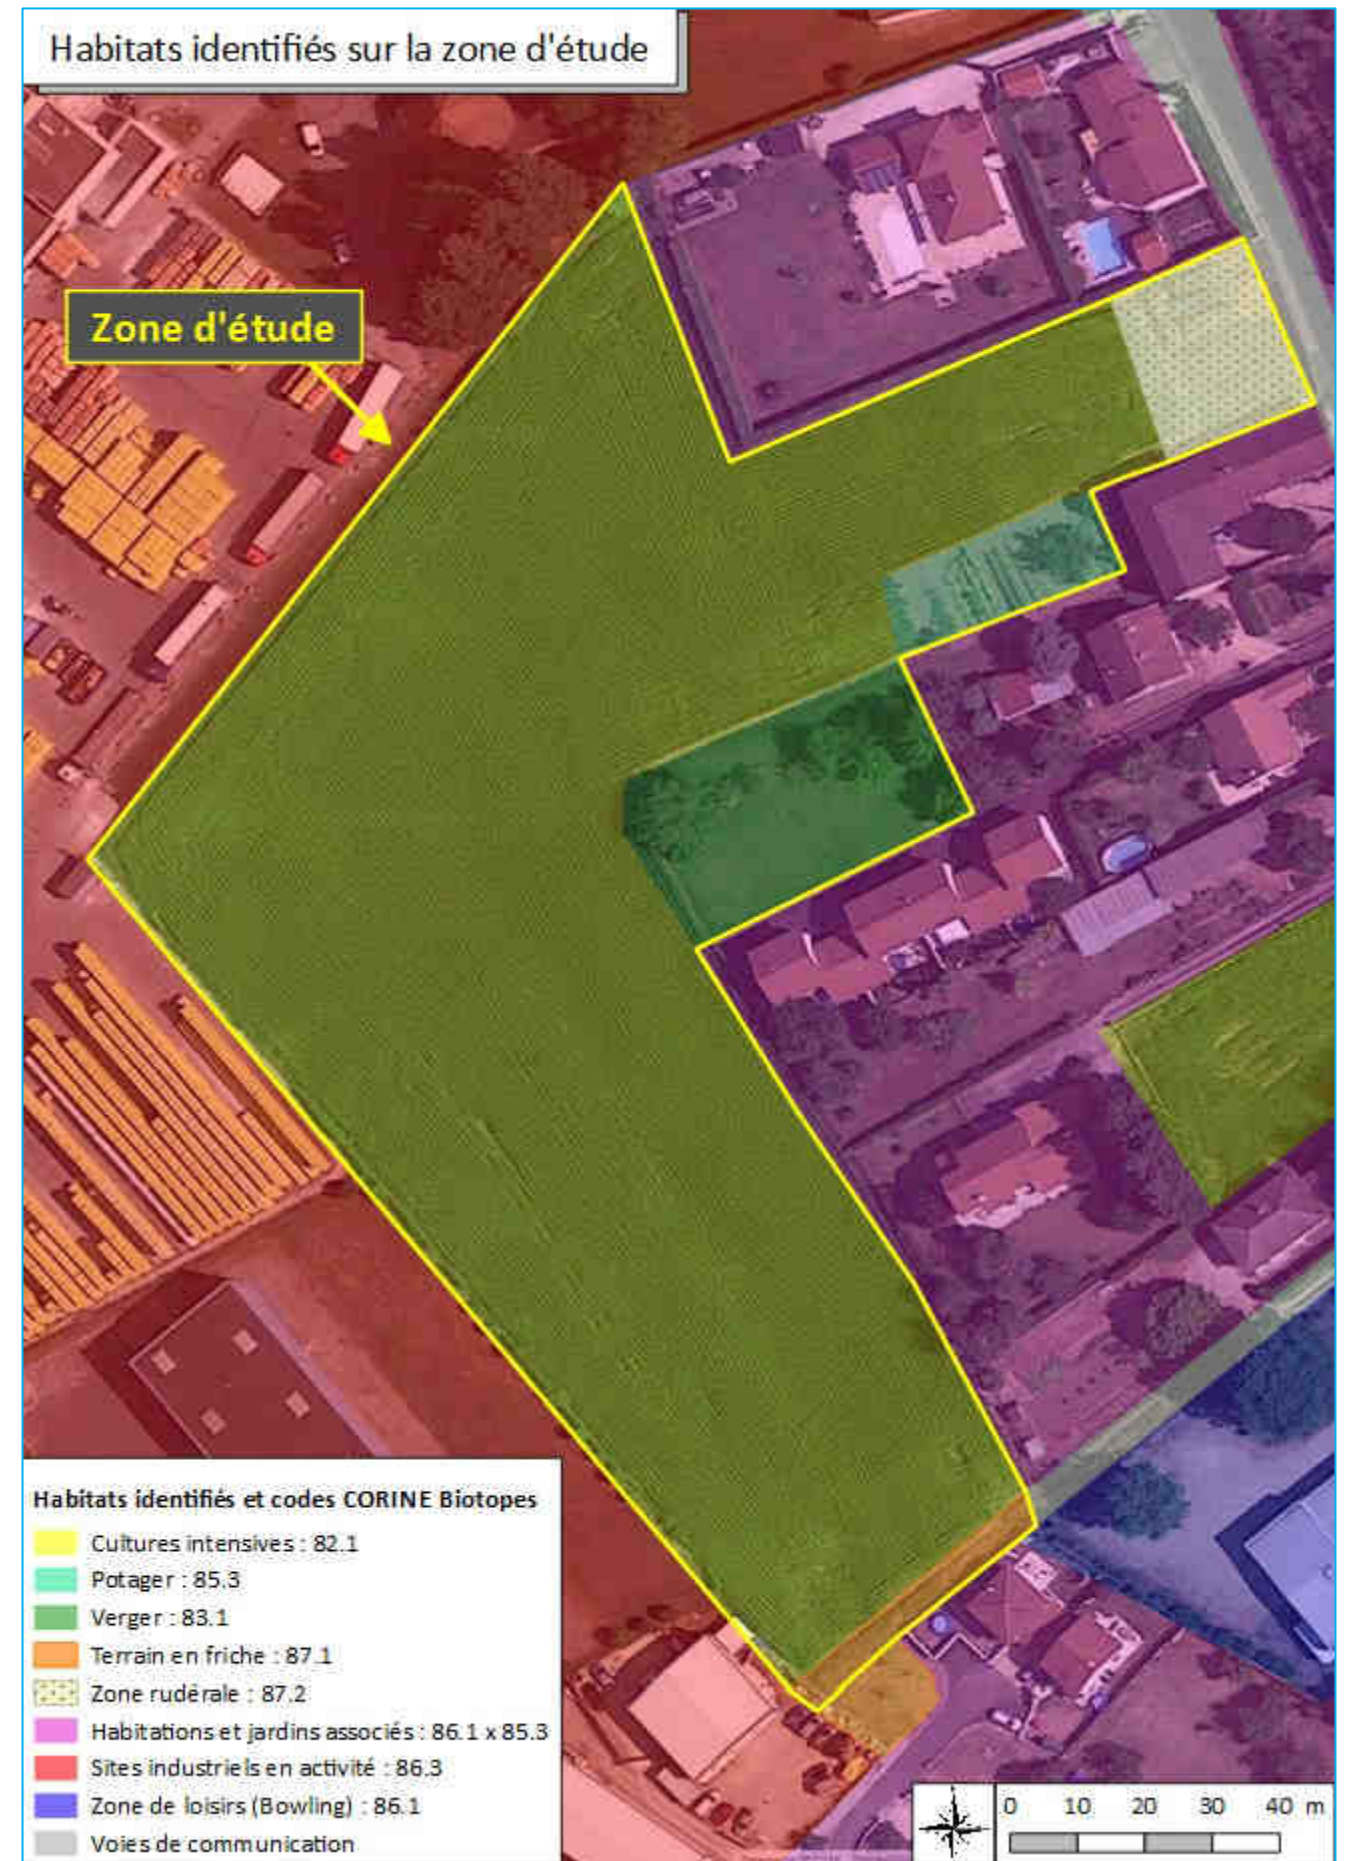 Habitats identifiés sur la zone d'étude
Zone d'étude
Habitats identifiés et codes CORINE Biotopes
Cultures intensives : 82.1
Potager : 85.3
Verger : 83.1
Terrain en friche : 87.1
Zone rudérale : 87.2
Habitations et jardins associés : 86.1 x 85.3
Sites industriels en activité : 86.3
Zone de loisirs (Bowling) : 86.1
Voies de communication
0 10 20 30 40 m